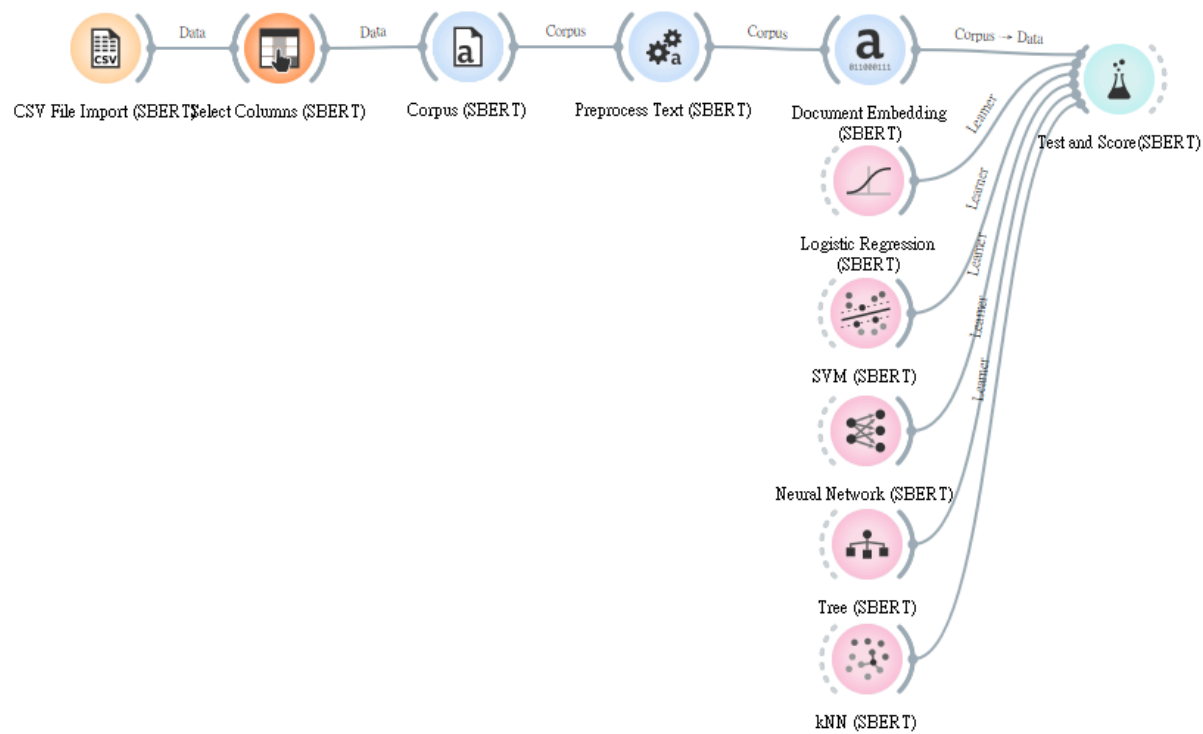 Data
Data
Corpus
Corpus
Corpus → Data
CSV
a
a
a
011000111
CSV File Import (SBERT)
Select Columns (SBERT)
Corpus (SBERT)
Preprocess Text (SBERT)
Document Embedding
(SBERT)
Test and Score(SBERT)
Learner
Logistic Regression
(SBERT)
Learner
SVM (SBERT)
Learner
Neural Network (SBERT)
Learner
Tree (SBERT)
Learner
kNN (SBERT)